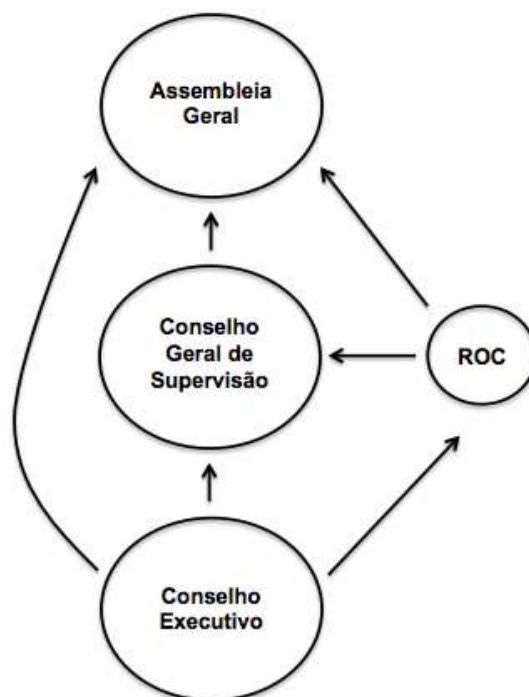 Assembleia
Geral
Conselho
Geral de
Supervisão
ROC
Conselho
Executivo